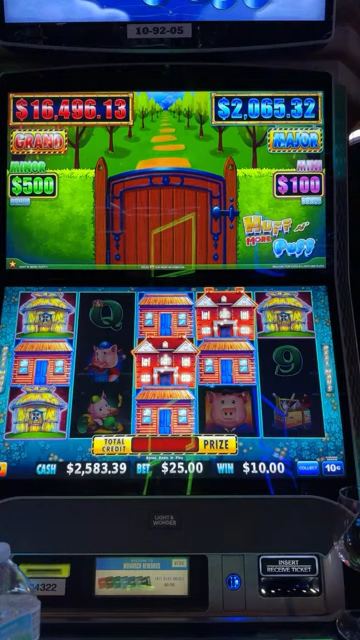 10-92-05
$16,496.13 $2,065.32
GRAND MAJOR
MINOR MINI
$500 $100
Huff N'
More
Puff
Q
9
TOTAL CREDIT PRIZE
CASH $2,583.39 BET $25.00 WIN $10.00 COLLECT 10¢
LIGHT & WONDER
INSERT
RECEIVE TICKET
4322